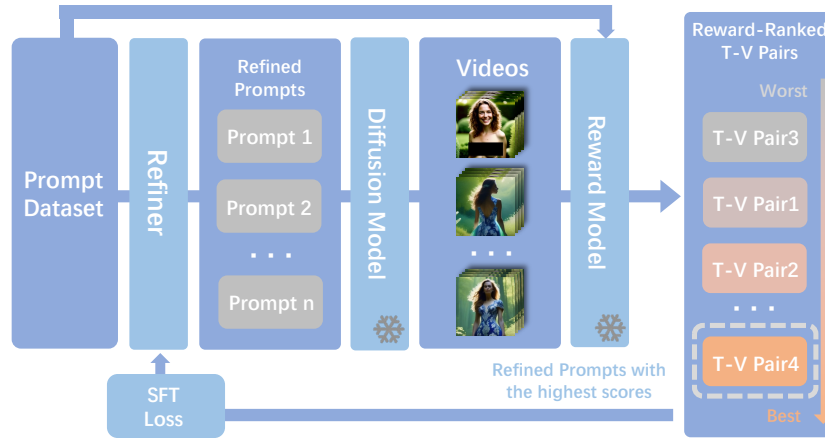 Prompt
Dataset
Refiner
Refined
Prompts
Prompt 1
Prompt 2
. . .
Prompt n
Diffusion Model
Videos
. . .
Reward Model
Reward-Ranked
T-V Pairs
Worst
T-V Pair3
T-V Pair1
T-V Pair2
. . .
T-V Pair4
Best
Refined Prompts with
the highest scores
SFT
Loss